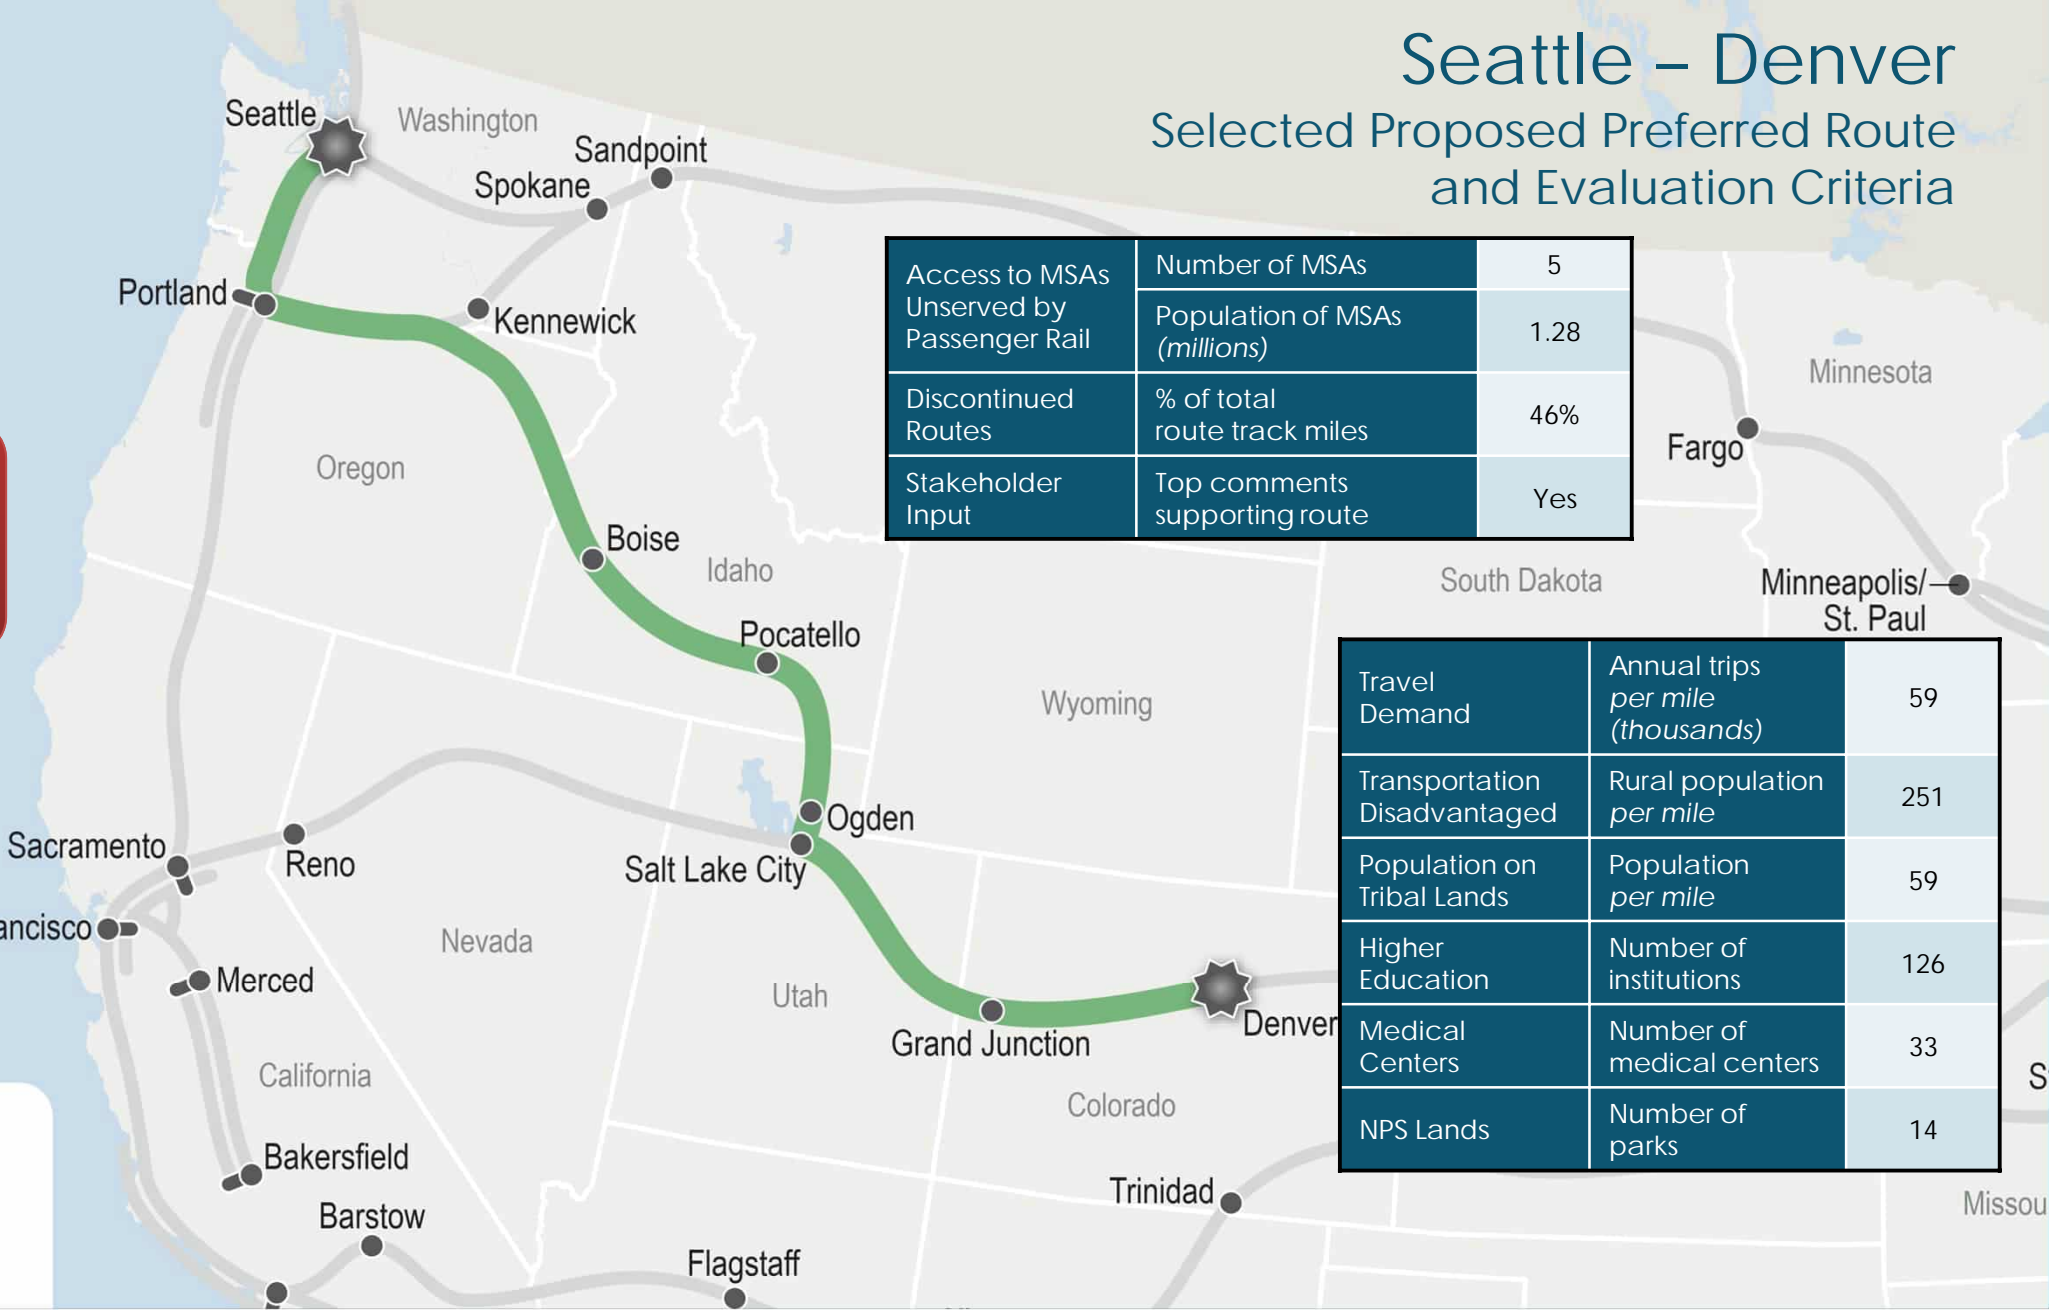 Seattle – Denver
Selected Proposed Preferred Route
and Evaluation Criteria
Seattle
Washington
Sandpoint
Spokane
Portland
Kennewick
Access to MSAs
Unserved by
Passenger Rail
Number of MSAs
5
Population of MSAs
(millions)
1.28
Discontinued
Routes
% of total
route track miles
46%
Stakeholder
Input
Top comments
supporting route
Yes
Minnesota
Fargo
Oregon
Boise
Idaho
South Dakota
Minneapolis/
St. Paul
Pocatello
Wyoming
Travel
Demand
Annual trips
per mile
(thousands)
59
Transportation
Disadvantaged
Rural population
per mile
251
Population on
Tribal Lands
Population
per mile
59
Higher
Education
Number of
institutions
126
Medical
Centers
Number of
medical centers
33
NPS Lands
Number of
parks
14
Ogden
Sacramento
Reno
Salt Lake City
ancisco
Nevada
Merced
Utah
Grand Junction
Denver
California
Colorado
S
Bakersfield
Trinidad
Missou
Barstow
Flagstaff